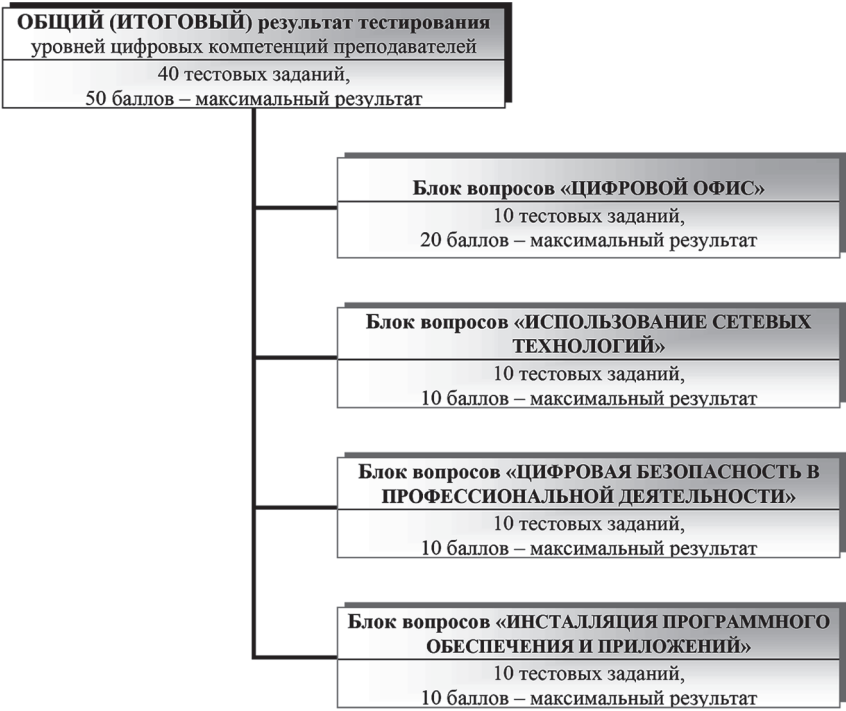 ОБЩИЙ (ИТОГОВЫЙ) результат тестирования
уровней цифровых компетенций преподавателей
40 тестовых заданий,
50 баллов – максимальный результат
Блок вопросов «ЦИФРОВОЙ ОФИС»
10 тестовых заданий,
20 баллов – максимальный результат
Блок вопросов «ИСПОЛЬЗОВАНИЕ СЕТЕВЫХ
ТЕХНОЛОГИЙ»
10 тестовых заданий,
10 баллов – максимальный результат
Блок вопросов «ЦИФРОВАЯ БЕЗОПАСНОСТЬ В
ПРОФЕССИОНАЛЬНОЙ ДЕЯТЕЛЬНОСТИ»
10 тестовых заданий,
10 баллов – максимальный результат
Блок вопросов «ИНСТАЛЛЯЦИЯ ПРОГРАММНОГО
ОБЕСПЕЧЕНИЯ И ПРИЛОЖЕНИЙ»
10 тестовых заданий,
10 баллов – максимальный результат